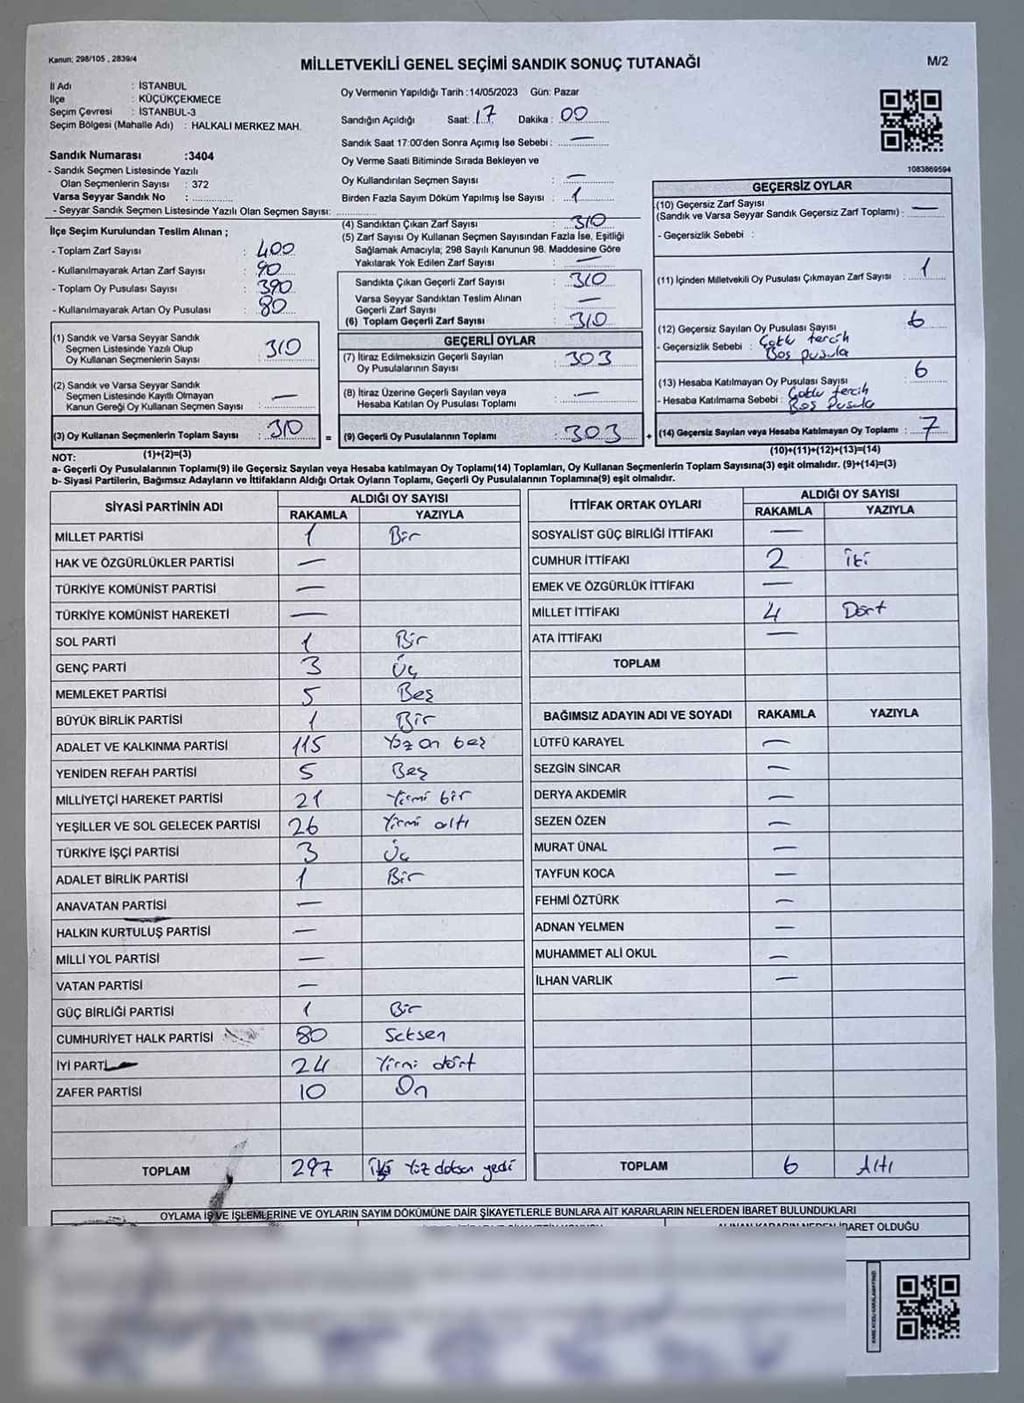 Kanun: 298/105 , 2839/4
MİLLETVEKİLİ GENEL SEÇİMİ SANDIK SONUÇ TUTANAĞI
M/2
İl Adı : İSTANBUL
İlçe : KÜÇÜKÇEKMECE
Seçim Çevresi : İSTANBUL-3
Seçim Bölgesi (Mahalle Adı) : HALKALI MERKEZ MAH.
Sandık Numarası :3404
- Sandık Seçmen Listesinde Yazılı
Olan Seçmenlerin Sayısı : 372
Varsa Seyyar Sandık No :
- Seyyar Sandık Seçmen Listesinde Yazılı Olan Seçmen Sayısı:
İlçe Seçim Kurulundan Teslim Alınan ;
- Toplam Zarf Sayısı : 400
- Kullanılmayarak Artan Zarf Sayısı : 90
- Toplam Oy Pusulası Sayısı : 390
- Kullanılmayarak Artan Oy Pusulası : 80
(1) Sandık ve Varsa Seyyar Sandık
Seçmen Listesinde Yazılı Olup
Oy Kullanan Seçmenlerin Sayısı : 310
(2) Sandık ve Varsa Seyyar Sandık
Seçmen Listesinde Kayıtlı Olmayan
Kanun Gereği Oy Kullanan Seçmen Sayısı : —
(3) Oy Kullanan Seçmenlerin Toplam Sayısı : 310
Oy Vermenin Yapıldığı Tarih :14/05/2023 Gün: Pazar
Sandığın Açıldığı Saat: 17 Dakika : 00
Sandık Saat 17:00'den Sonra Açımış İse Sebebi : —
Oy Verme Saati Bitiminde Sırada Bekleyen ve
Oy Kullandırılan Seçmen Sayısı : —
Birden Fazla Sayım Döküm Yapılmış İse Sayısı : 1
(4) Sandıktan Çıkan Zarf Sayısı : 310
(5) Zarf Sayısı Oy Kullanan Seçmen Sayısından Fazla İse, Eşitliği
Sağlamak Amacıyla; 298 Sayılı Kanunun 98. Maddesine Göre
Yakılarak Yok Edilen Zarf Sayısı : —
Sandıkta Çıkan Geçerli Zarf Sayısı : 310
Varsa Seyyar Sandıktan Teslim Alınan
Geçerli Zarf Sayısı : —
(6) Toplam Geçerli Zarf Sayısı : 310
GEÇERLİ OYLAR
(7) İtiraz Edilmeksizin Geçerli Sayılan
Oy Pusulalarının Sayısı : 303
(8) İtiraz Üzerine Geçerli Sayılan veya
Hesaba Katılan Oy Pusulası Toplamı : —
= (9) Geçerli Oy Pusulalarının Toplamı : 303 +
1083869594
GEÇERSİZ OYLAR
(10) Geçersiz Zarf Sayısı
(Sandık ve Varsa Seyyar Sandık Geçersiz Zarf Toplamı) : —
- Geçersizlik Sebebi :
(11) İçinden Milletvekili Oy Pusulası Çıkmayan Zarf Sayısı : 1
(12) Geçersiz Sayılan Oy Pusulası Sayısı : 6
- Geçersizlik Sebebi : Çoklu tercih
Boş pusula
(13) Hesaba Katılmayan Oy Pusulası Sayısı : 6
- Hesaba Katılmama Sebebi : Çoklu tercih
Boş Pusula
(14) Geçersiz Sayılan veya Hesaba Katılmayan Oy Toplamı : 7
NOT: (1)+(2)=(3)
(10)+(11)+(12)+(13)=(14)
a- Geçerli Oy Pusulalarının Toplamı(9) ile Geçersiz Sayılan veya Hesaba katılmayan Oy Toplamı(14) Toplamları, Oy Kullanan Seçmenlerin Toplam Sayısına(3) eşit olmalıdır. (9)+(14)=(3)
b- Siyasi Partilerin, Bağımsız Adayların ve İttifakların Aldığı Oyların Toplamı, Geçerli Oy Pusulalarının Toplamına(9) eşit olmalıdır.
SİYASİ PARTİNİN ADI ALDIĞI OY SAYISI
RAKAMLA YAZIYLA
MİLLET PARTİSİ 1 Bir
HAK VE ÖZGÜRLÜKLER PARTİSİ —
TÜRKİYE KOMÜNİST PARTİSİ —
TÜRKİYE KOMÜNİST HAREKETİ —
SOL PARTİ 1 Bir
GENÇ PARTİ 3 Üç
MEMLEKET PARTİSİ 5 Beş
BÜYÜK BİRLİK PARTİSİ 1 Bir
ADALET VE KALKINMA PARTİSİ 115 Yüz on beş
YENİDEN REFAH PARTİSİ 5 Beş
MİLLİYETÇİ HAREKET PARTİSİ 21 Yirmi bir
YEŞİLLER VE SOL GELECEK PARTİSİ 26 Yirmi altı
TÜRKİYE İŞÇİ PARTİSİ 3 Üç
ADALET BİRLİK PARTİSİ 1 Bir
ANAVATAN PARTİSİ —
HALKIN KURTULUŞ PARTİSİ —
MİLLİ YOL PARTİSİ —
VATAN PARTİSİ —
GÜÇ BİRLİĞİ PARTİSİ 1 Bir
CUMHURİYET HALK PARTİSİ 80 Seksen
İYİ PARTİ 24 Yirmi dört
ZAFER PARTİSİ 10 On
TOPLAM 297 İki Yüz doksan yedi
İTTİFAK ORTAK OYLARI ALDIĞI OY SAYISI
RAKAMLA YAZIYLA
SOSYALİST GÜÇ BİRLİĞİ İTTİFAKI —
CUMHUR İTTİFAKI 2 İki
EMEK VE ÖZGÜRLÜK İTTİFAKI —
MİLLET İTTİFAKI 4 Dört
ATA İTTİFAKI —
TOPLAM
BAĞIMSIZ ADAYIN ADI VE SOYADI RAKAMLA YAZIYLA
LÜTFÜ KARAYEL —
SEZGİN SİNCAR —
DERYA AKDEMİR —
SEZEN ÖZEN —
MURAT ÜNAL —
TAYFUN KOCA —
FEHMİ ÖZTÜRK —
ADNAN YELMEN —
MUHAMMET ALİ OKUL —
İLHAN VARLIK —
TOPLAM 6 Altı
OYLAMA İŞ VE İŞLEMLERİNE VE OYLARIN SAYIM DÖKÜMÜNE DAİR ŞİKAYETLERLE BUNLARA AİT KARARLARIN NELERDEN İBARET BULUNDUKLARI
ALINAN KARARIN NEDEN İBARET OLDUĞU